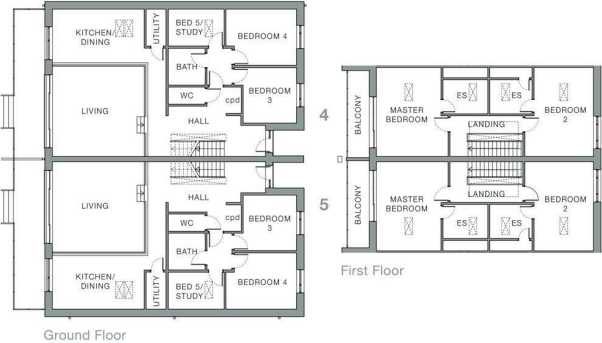 KITCHEN/
DINING
UTILITY
BED 5/
STUDY
BEDROOM 4
BATH
WC
cpd
BEDROOM
3
LIVING
HALL
4
BALCONY
MASTER
BEDROOM
ES
ES
BEDROOM
2
LANDING
LIVING
HALL
WC
cpd
BEDROOM
3
BATH
KITCHEN/
DINING
UTILITY
BED 5/
STUDY
BEDROOM 4
5
BALCONY
MASTER
BEDROOM
LANDING
ES
ES
BEDROOM
2
First Floor
Ground Floor